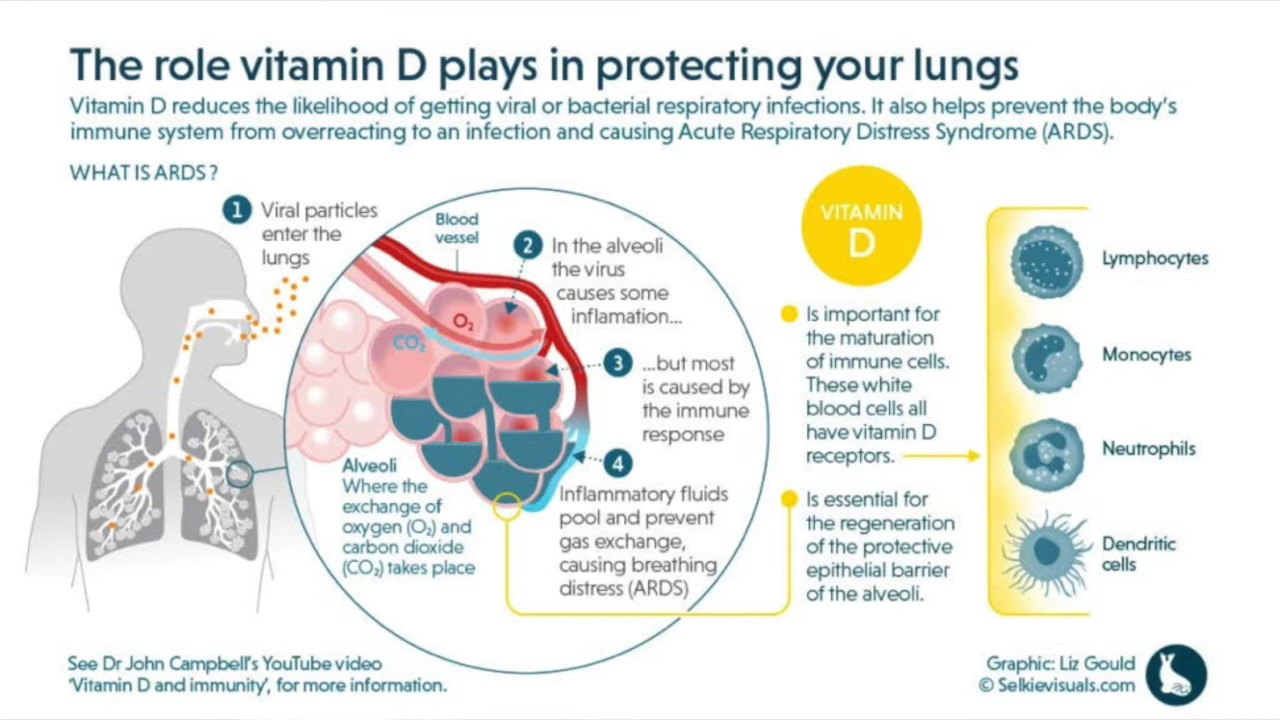 The role vitamin D plays in protecting your lungs
Vitamin D reduces the likelihood of getting viral or bacterial respiratory infections. It also helps prevent the body's
immune system from overreacting to an infection and causing Acute Respiratory Distress Syndrome (ARDS).
WHAT IS ARDS?
1
Viral particles
enter the
lungs
Blood
vessel
2
In the alveoli
the virus
causes some
inflamation...
O₂
CO₂
3
...but most
is caused by
the immune
response
4
Inflammatory fluids
pool and prevent
gas exchange,
causing breathing
distress (ARDS)
Alveoli
Where the
exchange of
oxygen (O₂) and
carbon dioxide
(CO₂) takes place
VITAMIN
D
Is important for
the maturation
of immune cells.
These white
blood cells all
have vitamin D
receptors.
Is essential for
the regeneration
of the protective
epithelial barrier
of the alveoli.
Lymphocytes
Monocytes
Neutrophils
Dendritic
cells
See Dr John Campbell's YouTube video
'Vitamin D and immunity', for more information.
Graphic: Liz Gould
© Selkievisuals.com